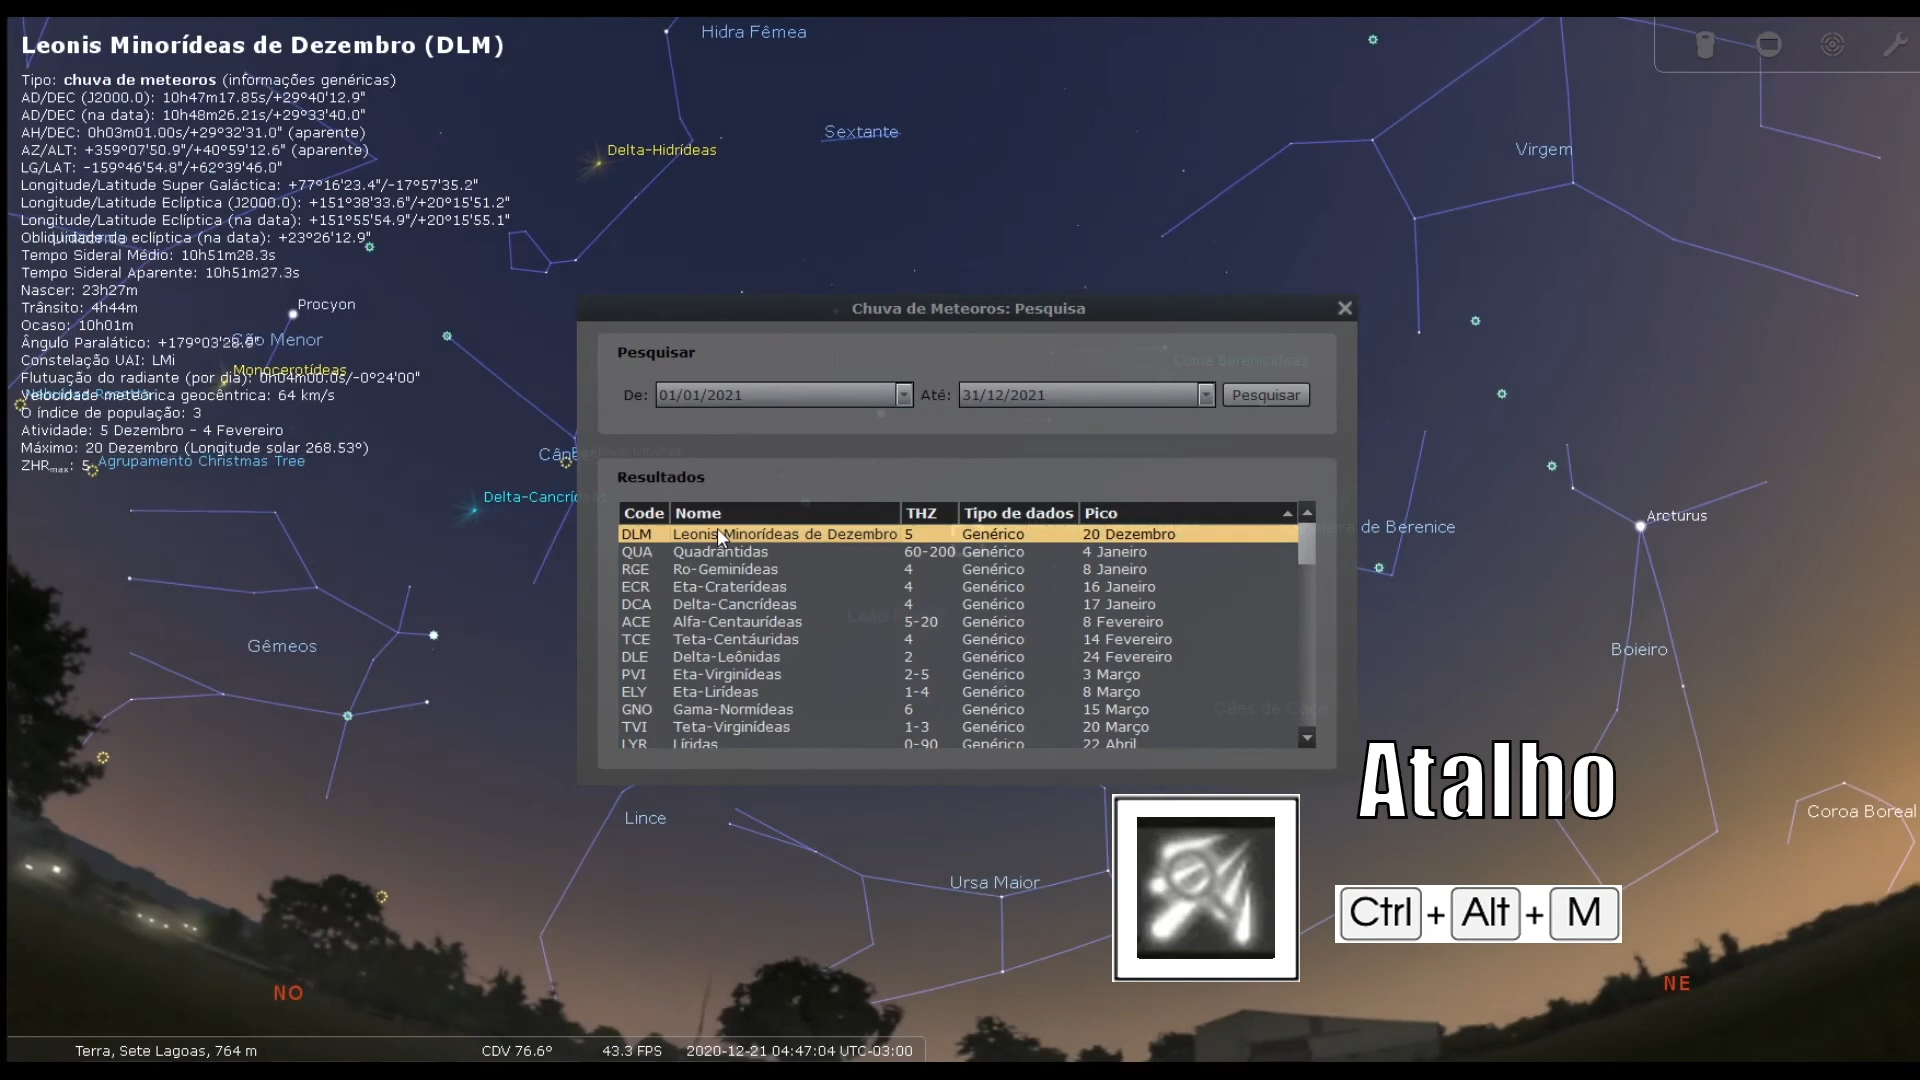 Leonis Minorídeas de Dezembro (DLM)
Tipo: chuva de meteoros (informações genéricas)
AD/DEC (J2000.0): 10h47m17.85s/+29°40'12.9"
AD/DEC (na data): 10h48m26.21s/+29°33'40.0"
AH/DEC: 0h03m01.00s/+29°32'31.0" (aparente)
AZ/ALT: +359°07'50.9"/+40°59'12.6" (aparente)
LG/LAT: -159°46'54.8"/+62°39'46.0"
Longitude/Latitude Super Galáctica: +77°16'23.4"/-17°57'35.2"
Longitude/Latitude Eclíptica (J2000.0): +151°38'33.6"/+20°15'51.2"
Longitude/Latitude Eclíptica (na data): +151°55'54.9"/+20°15'55.1"
Obliquidade da eclíptica (na data): +23°26'12.9"
Tempo Sideral Médio: 10h51m28.3s
Tempo Sideral Aparente: 10h51m27.3s
Nascer: 23h27m
Trânsito: 4h44m
Ocaso: 10h01m
Ângulo Paralático: +179°03'28.6"
Constelação UAI: LMi
Flutuação do radiante (por dia): 0h04m00.0s/-0°24'00"
Velocidade meteórica geocêntrica: 64 km/s
O índice de população: 3
Atividade: 5 Dezembro - 4 Fevereiro
Máximo: 20 Dezembro (Longitude solar 268.53°)
ZHRmax: 5
Hidra Fêmea
Sextante
Delta-Hidrídeas
Virgem
Procyon
Cão Menor
Monocerotídeas
Agrupamento Christmas Tree
Delta-Cancrídeas
Gêmeos
Chuva de Meteoros: Pesquisa
Pesquisar
Coma Berenicídeas
De: 01/01/2021 Até: 31/12/2021 Pesquisar
Resultados
Code Nome THZ Tipo de dados Pico
DLM Leonis Minorídeas de Dezembro 5 Genérico 20 Dezembro
QUA Quadrântidas 60-200 Genérico 4 Janeiro
RGE Ro-Geminídeas 4 Genérico 8 Janeiro
ECR Eta-Craterídeas 4 Genérico 16 Janeiro
DCA Delta-Cancrídeas 4 Genérico 17 Janeiro
ACE Alfa-Centaurídeas 5-20 Genérico 8 Fevereiro
TCE Teta-Centáuridas 4 Genérico 14 Fevereiro
DLE Delta-Leônidas 2 Genérico 24 Fevereiro
PVI Eta-Virginídeas 2-5 Genérico 3 Março
ELY Eta-Lirídeas 1-4 Genérico 8 Março
GNO Gama-Normídeas 6 Genérico 15 Março
TVI Teta-Virginídeas 1-3 Genérico 20 Março
LYR Líridas 0-90 Genérico 22 Abril
de Berenice
Arcturus
Boieiro
Cães de Caça
Lince
Ursa Maior
Coroa Boreal
Atalho
Ctrl + Alt + M
NO
NE
Terra, Sete Lagoas, 764 m CDV 76.6° 43.3 FPS 2020-12-21 04:47:04 UTC-03:00